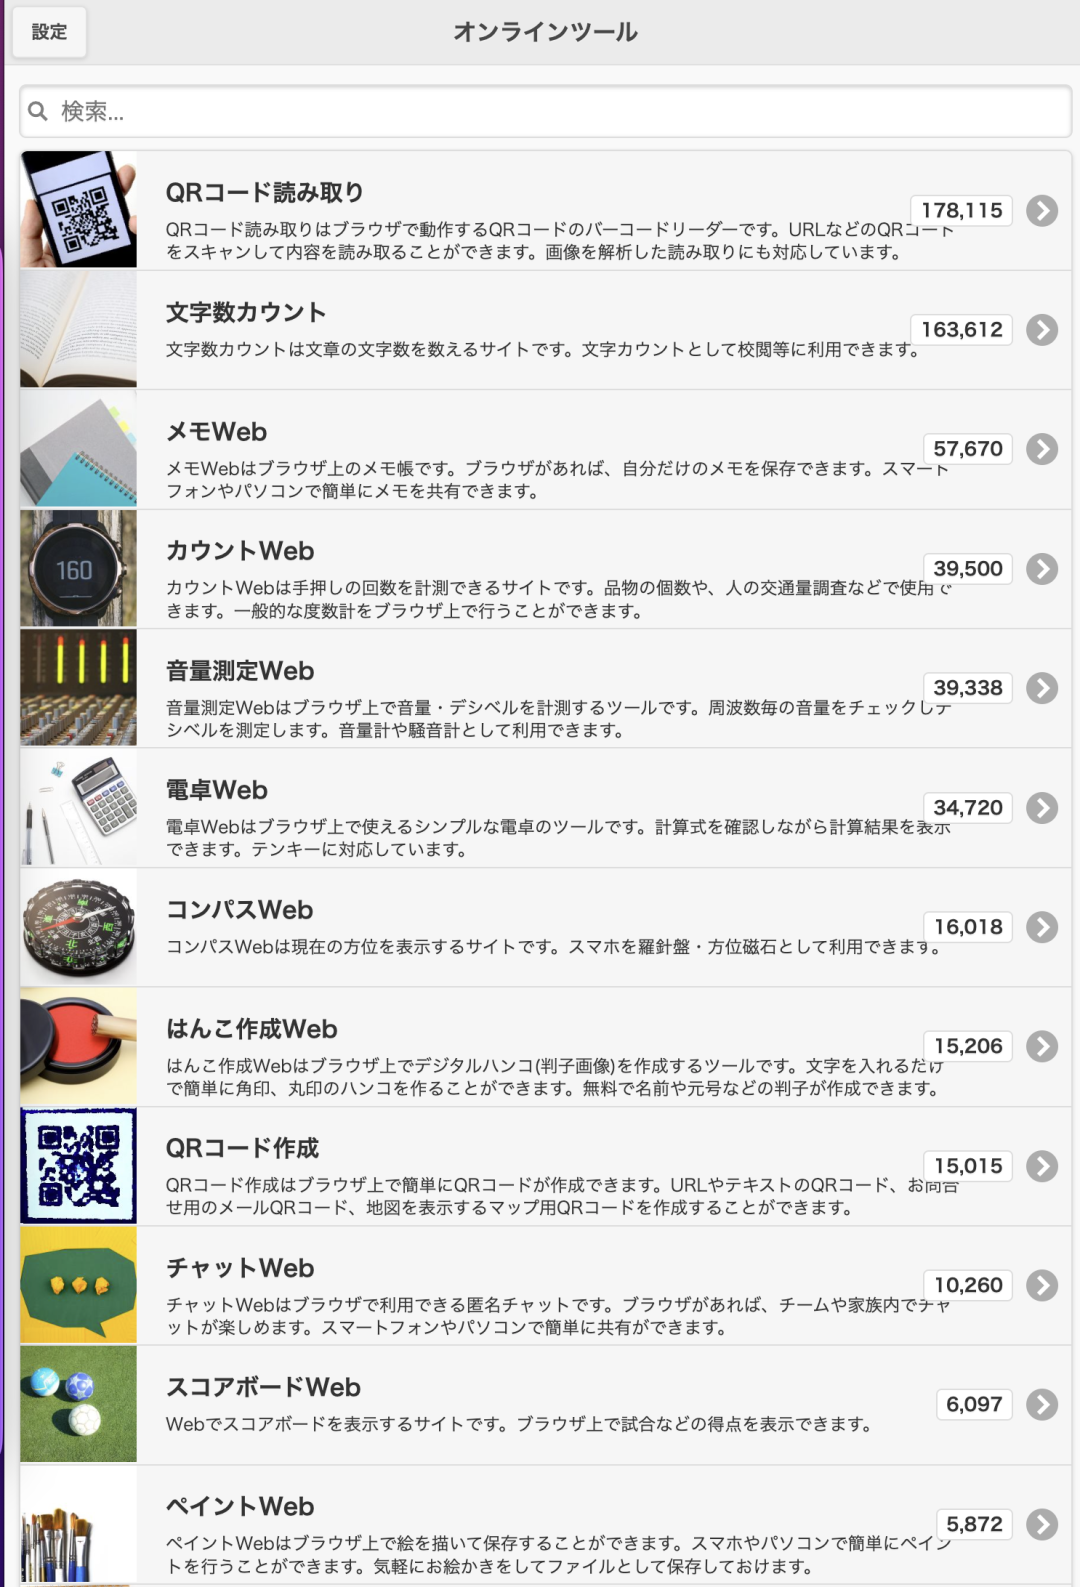 設定
オンラインツール
検索...
QRコード読み取り
178,115
QRコード読み取りはブラウザで動作するQRコードのバーコードリーダーです。URLなどのQRコード
をスキャンして内容を読み取ることができます。画像を解析した読み取りにも対応しています。
文字数カウント
163,612
文字数カウントは文章の文字数を数えるサイトです。文字カウントとして校閲等に利用できます。
メモWeb
57,670
メモWebはブラウザ上のメモ帳です。ブラウザがあれば、自分だけのメモを保存できます。スマート
フォンやパソコンで簡単にメモを共有できます。
160
カウントWeb
39,500
カウントWebは手押しの回数を計測できるサイトです。品物の個数や、人の交通量調査などで使用で
きます。一般的な度数計をブラウザ上で行うことができます。
音量測定Web
39,338
音量測定Webはブラウザ上で音量・デシベルを計測するツールです。周波数毎の音量をチェックしデ
シベルを測定します。音量計や騒音計として利用できます。
電卓Web
34,720
電卓Webはブラウザ上で使えるシンプルな電卓のツールです。計算式を確認しながら計算結果を表示
できます。テンキーに対応しています。
コンパスWeb
16,018
コンパスWebは現在の方位を表示するサイトです。スマホを羅針盤・方位磁石として利用できます。
はんこ作成Web
15,206
はんこ作成Webはブラウザ上でデジタルハンコ(判子画像)を作成するツールです。文字を入れるだけ
で簡単に角印、丸印のハンコを作ることができます。無料で名前や元号などの判子が作成できます。
QRコード作成
15,015
QRコード作成はブラウザ上で簡単にQRコードが作成できます。URLやテキストのQRコード、お問合
せ用のメールQRコード、地図を表示するマップ用QRコードを作成することができます。
チャットWeb
10,260
チャットWebはブラウザで利用できる匿名チャットです。ブラウザがあれば、チームや家族内でチャ
ットが楽しめます。スマートフォンやパソコンで簡単に共有ができます。
スコアボードWeb
6,097
Webでスコアボードを表示するサイトです。ブラウザ上で試合などの得点を表示できます。
ペイントWeb
5,872
ペイントWebはブラウザ上で絵を描いて保存することができます。スマホやパソコンで簡単にペイン
トを行うことができます。気軽にお絵かきをしてファイルとして保存しておけます。